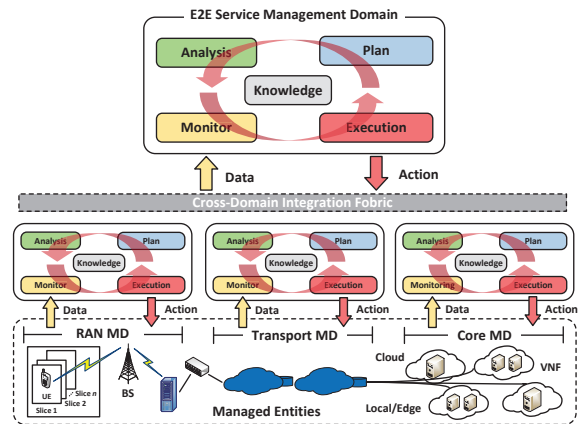 E2E Service Management Domain
Analysis
Plan
Knowledge
Monitor
Execution
Data
Action
Cross-Domain Integration Fobric
Analysis
Plan
Knowledge
Monitor
Execution
Analysis
Plan
Knowledge
Monitor
Execution
Analysis
Plan
Knowledge
Monitoring
Execution
Data
Action
Data
Action
Data
Action
RAN MD
Transport MD
Core MD
UE
Slice 1
Slice 2
Slice n
BS
Managed Entities
Cloud
VNF
Local/Edge